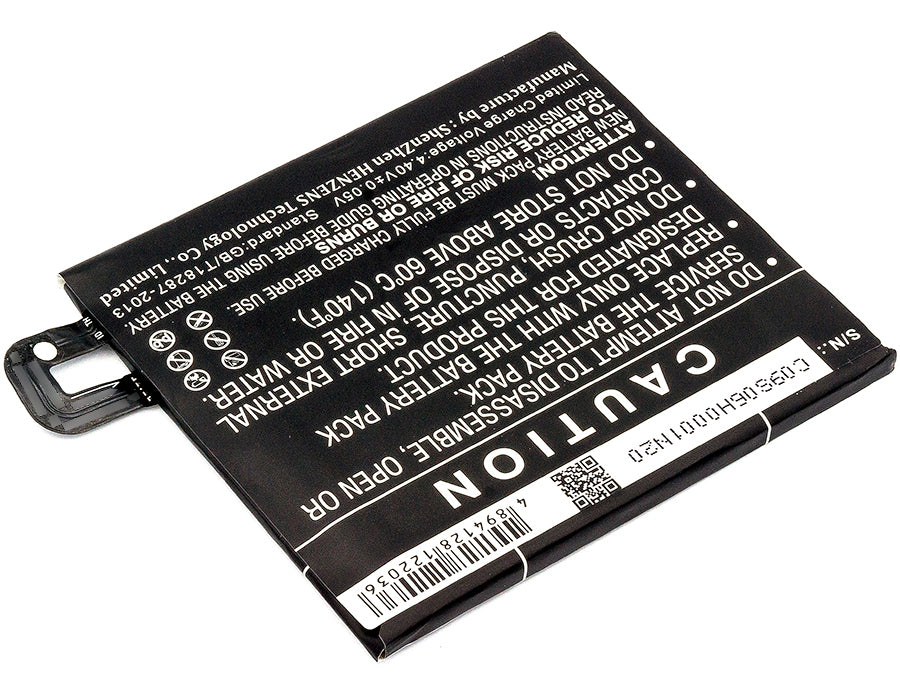 CAUTION
• DO NOT ATTEMPT TO DISASSEMBLE, OPEN OR
SERVICE THE BATTERY PACK.
• REPLACE ONLY WITH THE BATTERY PACK
DESIGNATED FOR THIS PRODUCT.
• DO NOT CRUSH, PUNCTURE, SHORT EXTERNAL
CONTACTS OR DISPOSE OF IN FIRE OR WATER.
• DO NOT STORE ABOVE 60°C (140°F).
ATTENTION!
TO REDUCE RISK OF FIRE OR BURNS
NEW BATTERY PACK MUST BE FULLY CHARGED BEFORE USE.
READ INSTRUCTIONS IN OPERATING GUIDE BEFORE USING THE BATTERY.
Limited Charge Voltage:4.40V±0.05V Standard:GB/T18287-2013
Manufacture by: ShenZhen HENZENS Technology Co., Limited
S/N.:
C09S06H0001N20
4 894128 122036